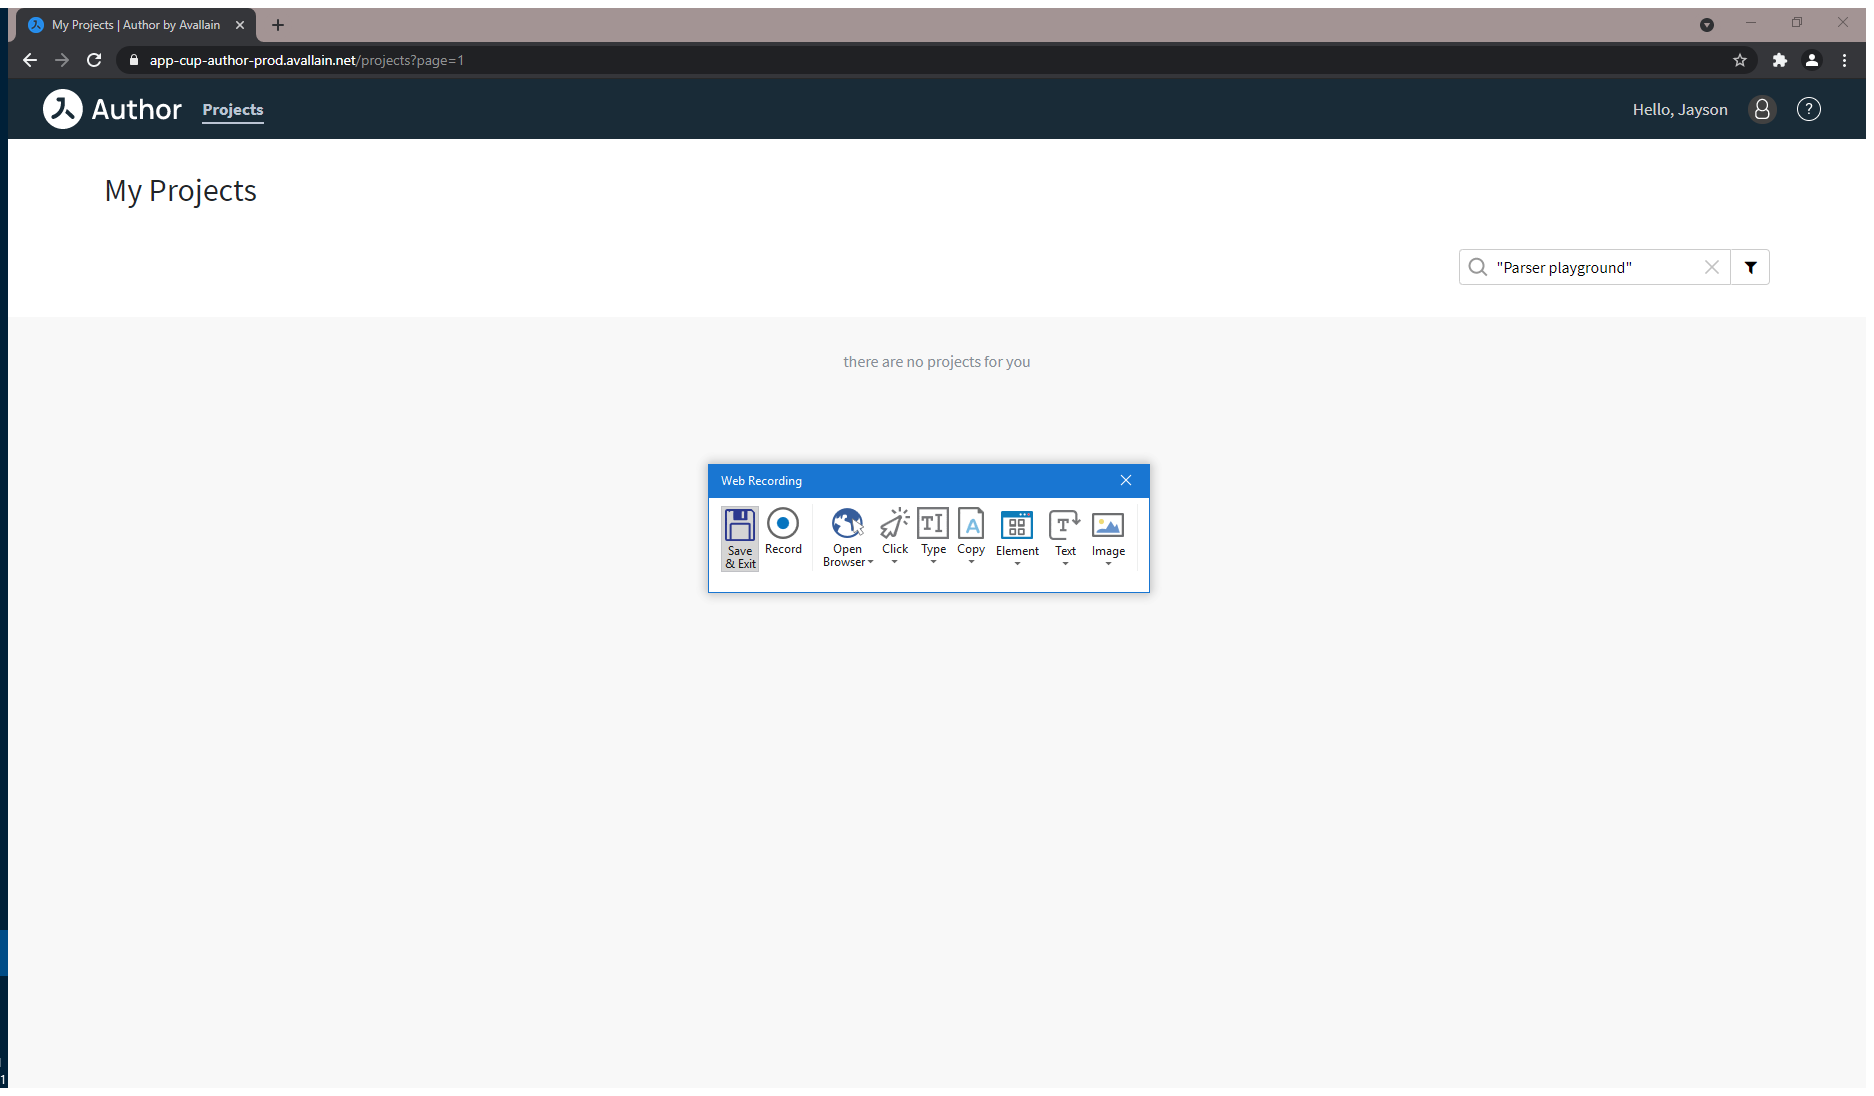 My Projects | Author by Avallain
app-cup-author-prod.avallain.net/projects?page=1
Author Projects Hello, Jayson ?
My Projects
"Parser playground"
there are no projects for you
Web Recording
Save & Exit
Record
Open Browser
Click
Type
Copy
Element
Text
Image
1